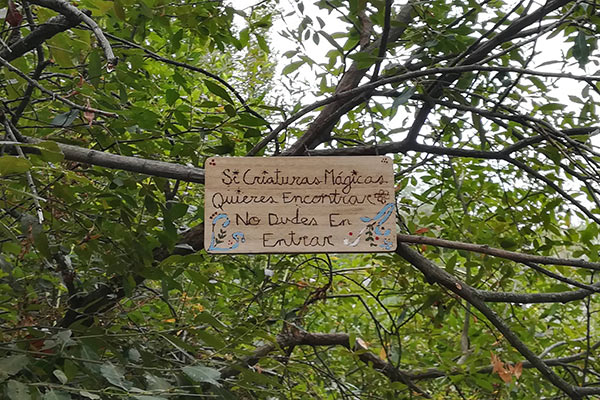 Si Criaturas Mágicas
Quieres Encontrar
No Dudes En
Entrar